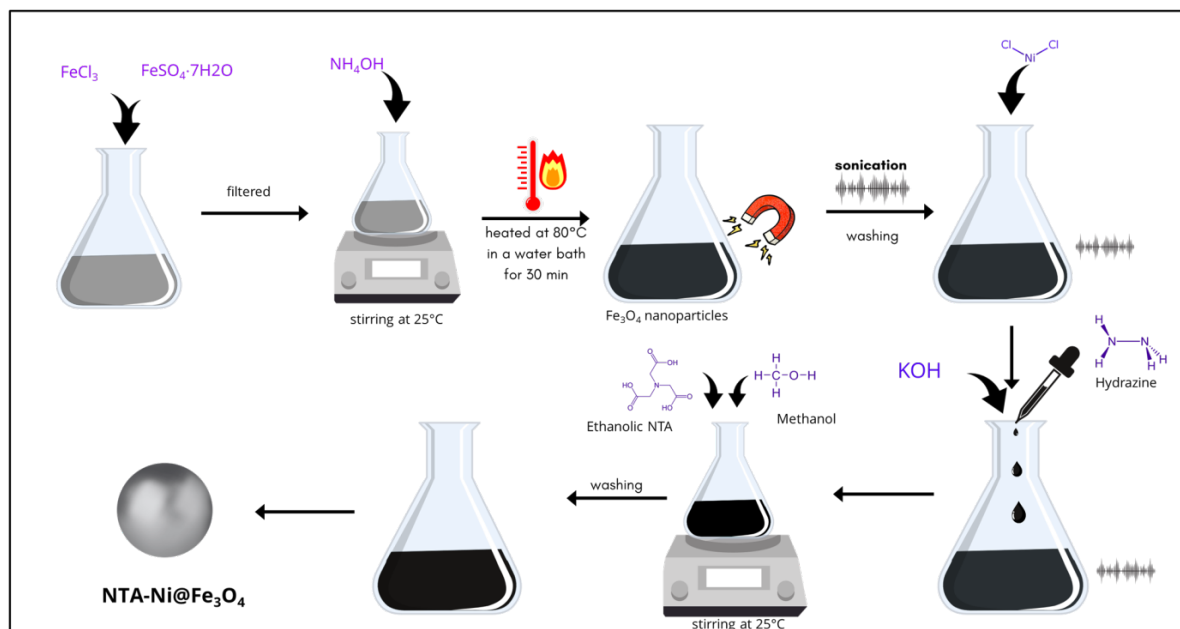 FeCl₃
FeSO₄·7H2O
filtered
NH₄OH
stirring at 25°C
heated at 80°C
in a water bath
for 30 min
Fe₃O₄ nanoparticles
sonication
washing
Cl
Cl
Ni
KOH
H
H
N
N
H
H
Hydrazine
O
OH
O
HO
N
O
OH
Ethanolic NTA
H
H
C
O
H
H
Methanol
stirring at 25°C
washing
NTA-Ni@Fe₃O₄